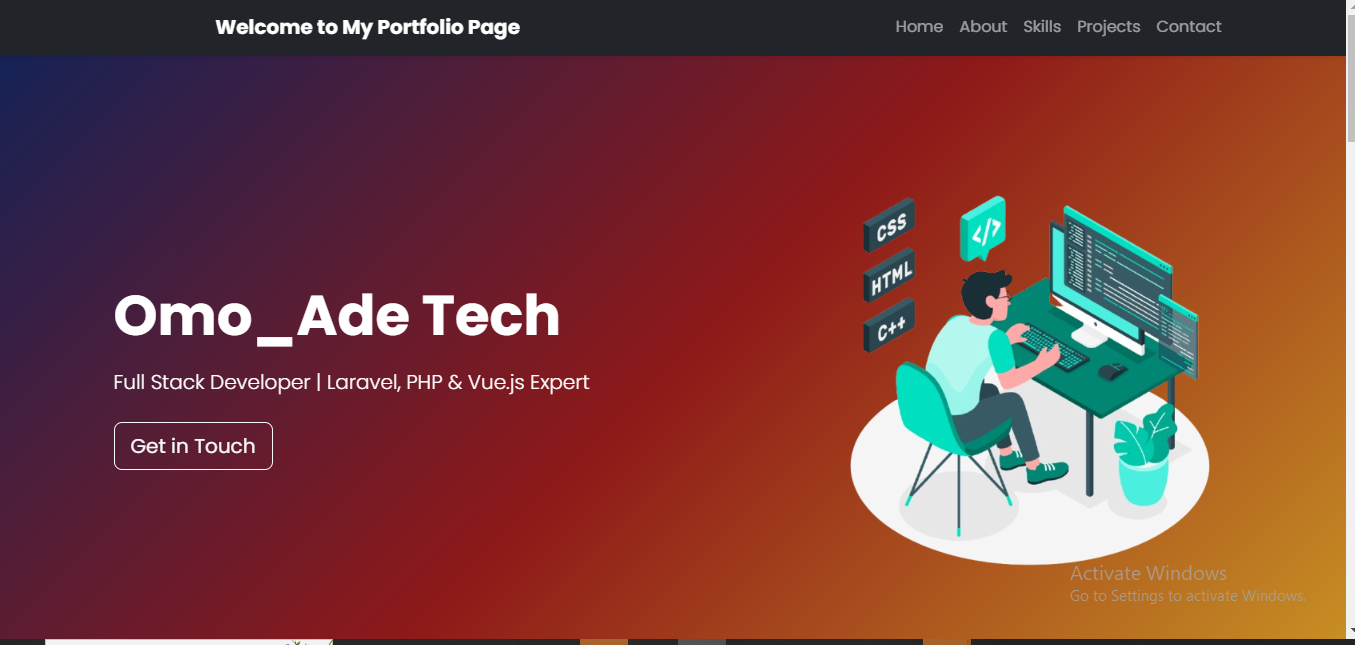 Welcome to My Portfolio Page
Home About Skills Projects Contact
Omo_Ade Tech
Full Stack Developer | Laravel, PHP & Vue.js Expert
Get in Touch
CSS
</>
HTML
C++
Activate Windows
Go to Settings to activate Windows.